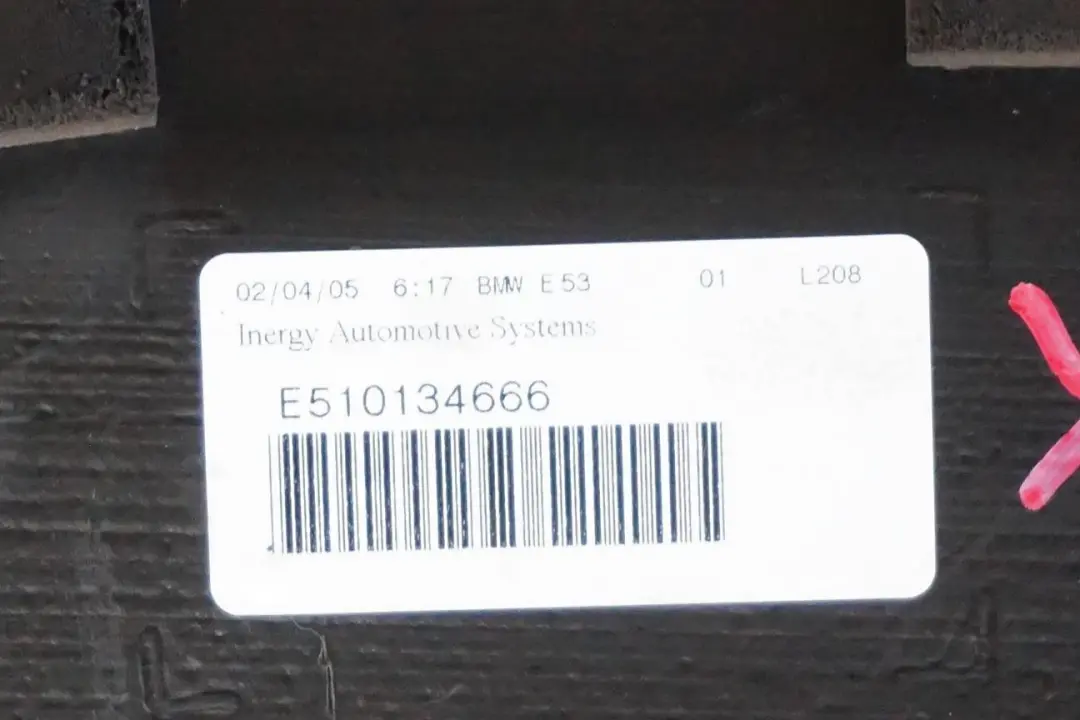 02/04/05 6:17 BMW E53 01 L208
Inergy Automotive Systems
E510134666